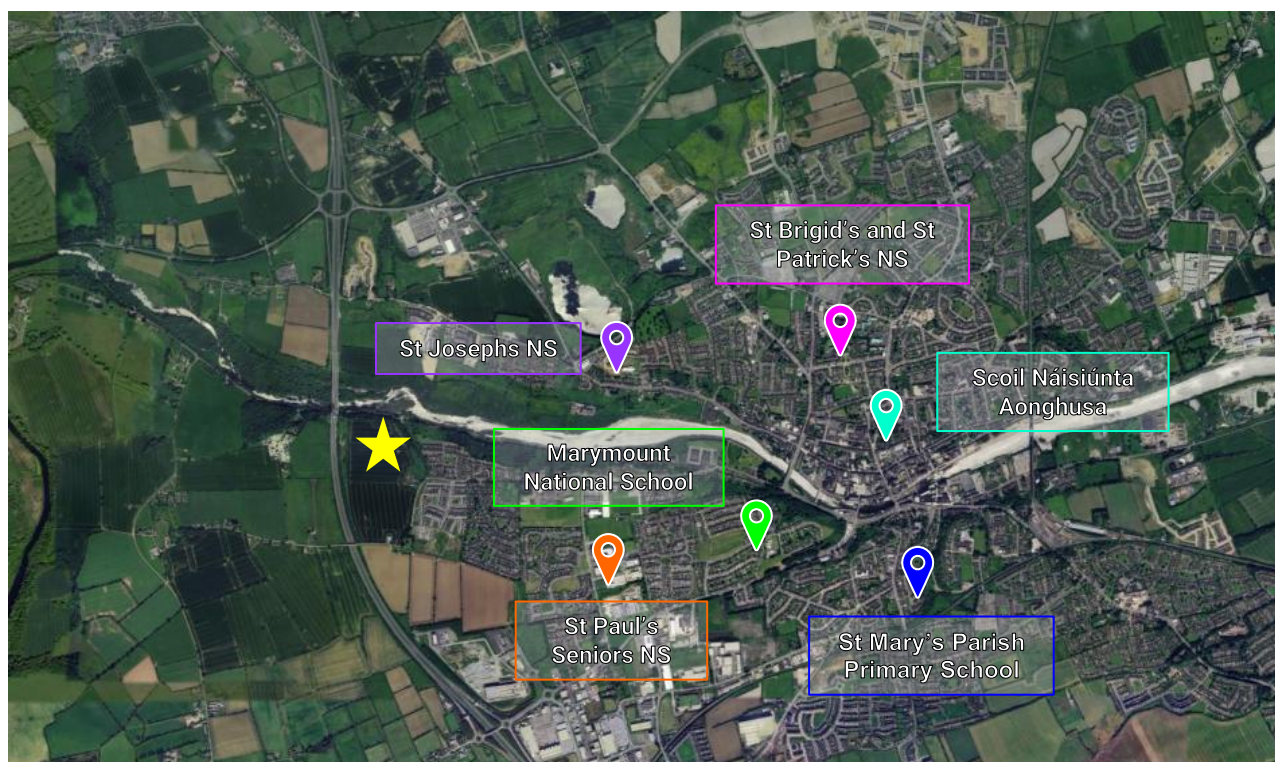 St Brigid's and St
Patrick's NS
St Josephs NS
Scoil Náisiúnta
Aonghusa
Marymount
National School
St Paul's
Seniors NS
St Mary's Parish
Primary School